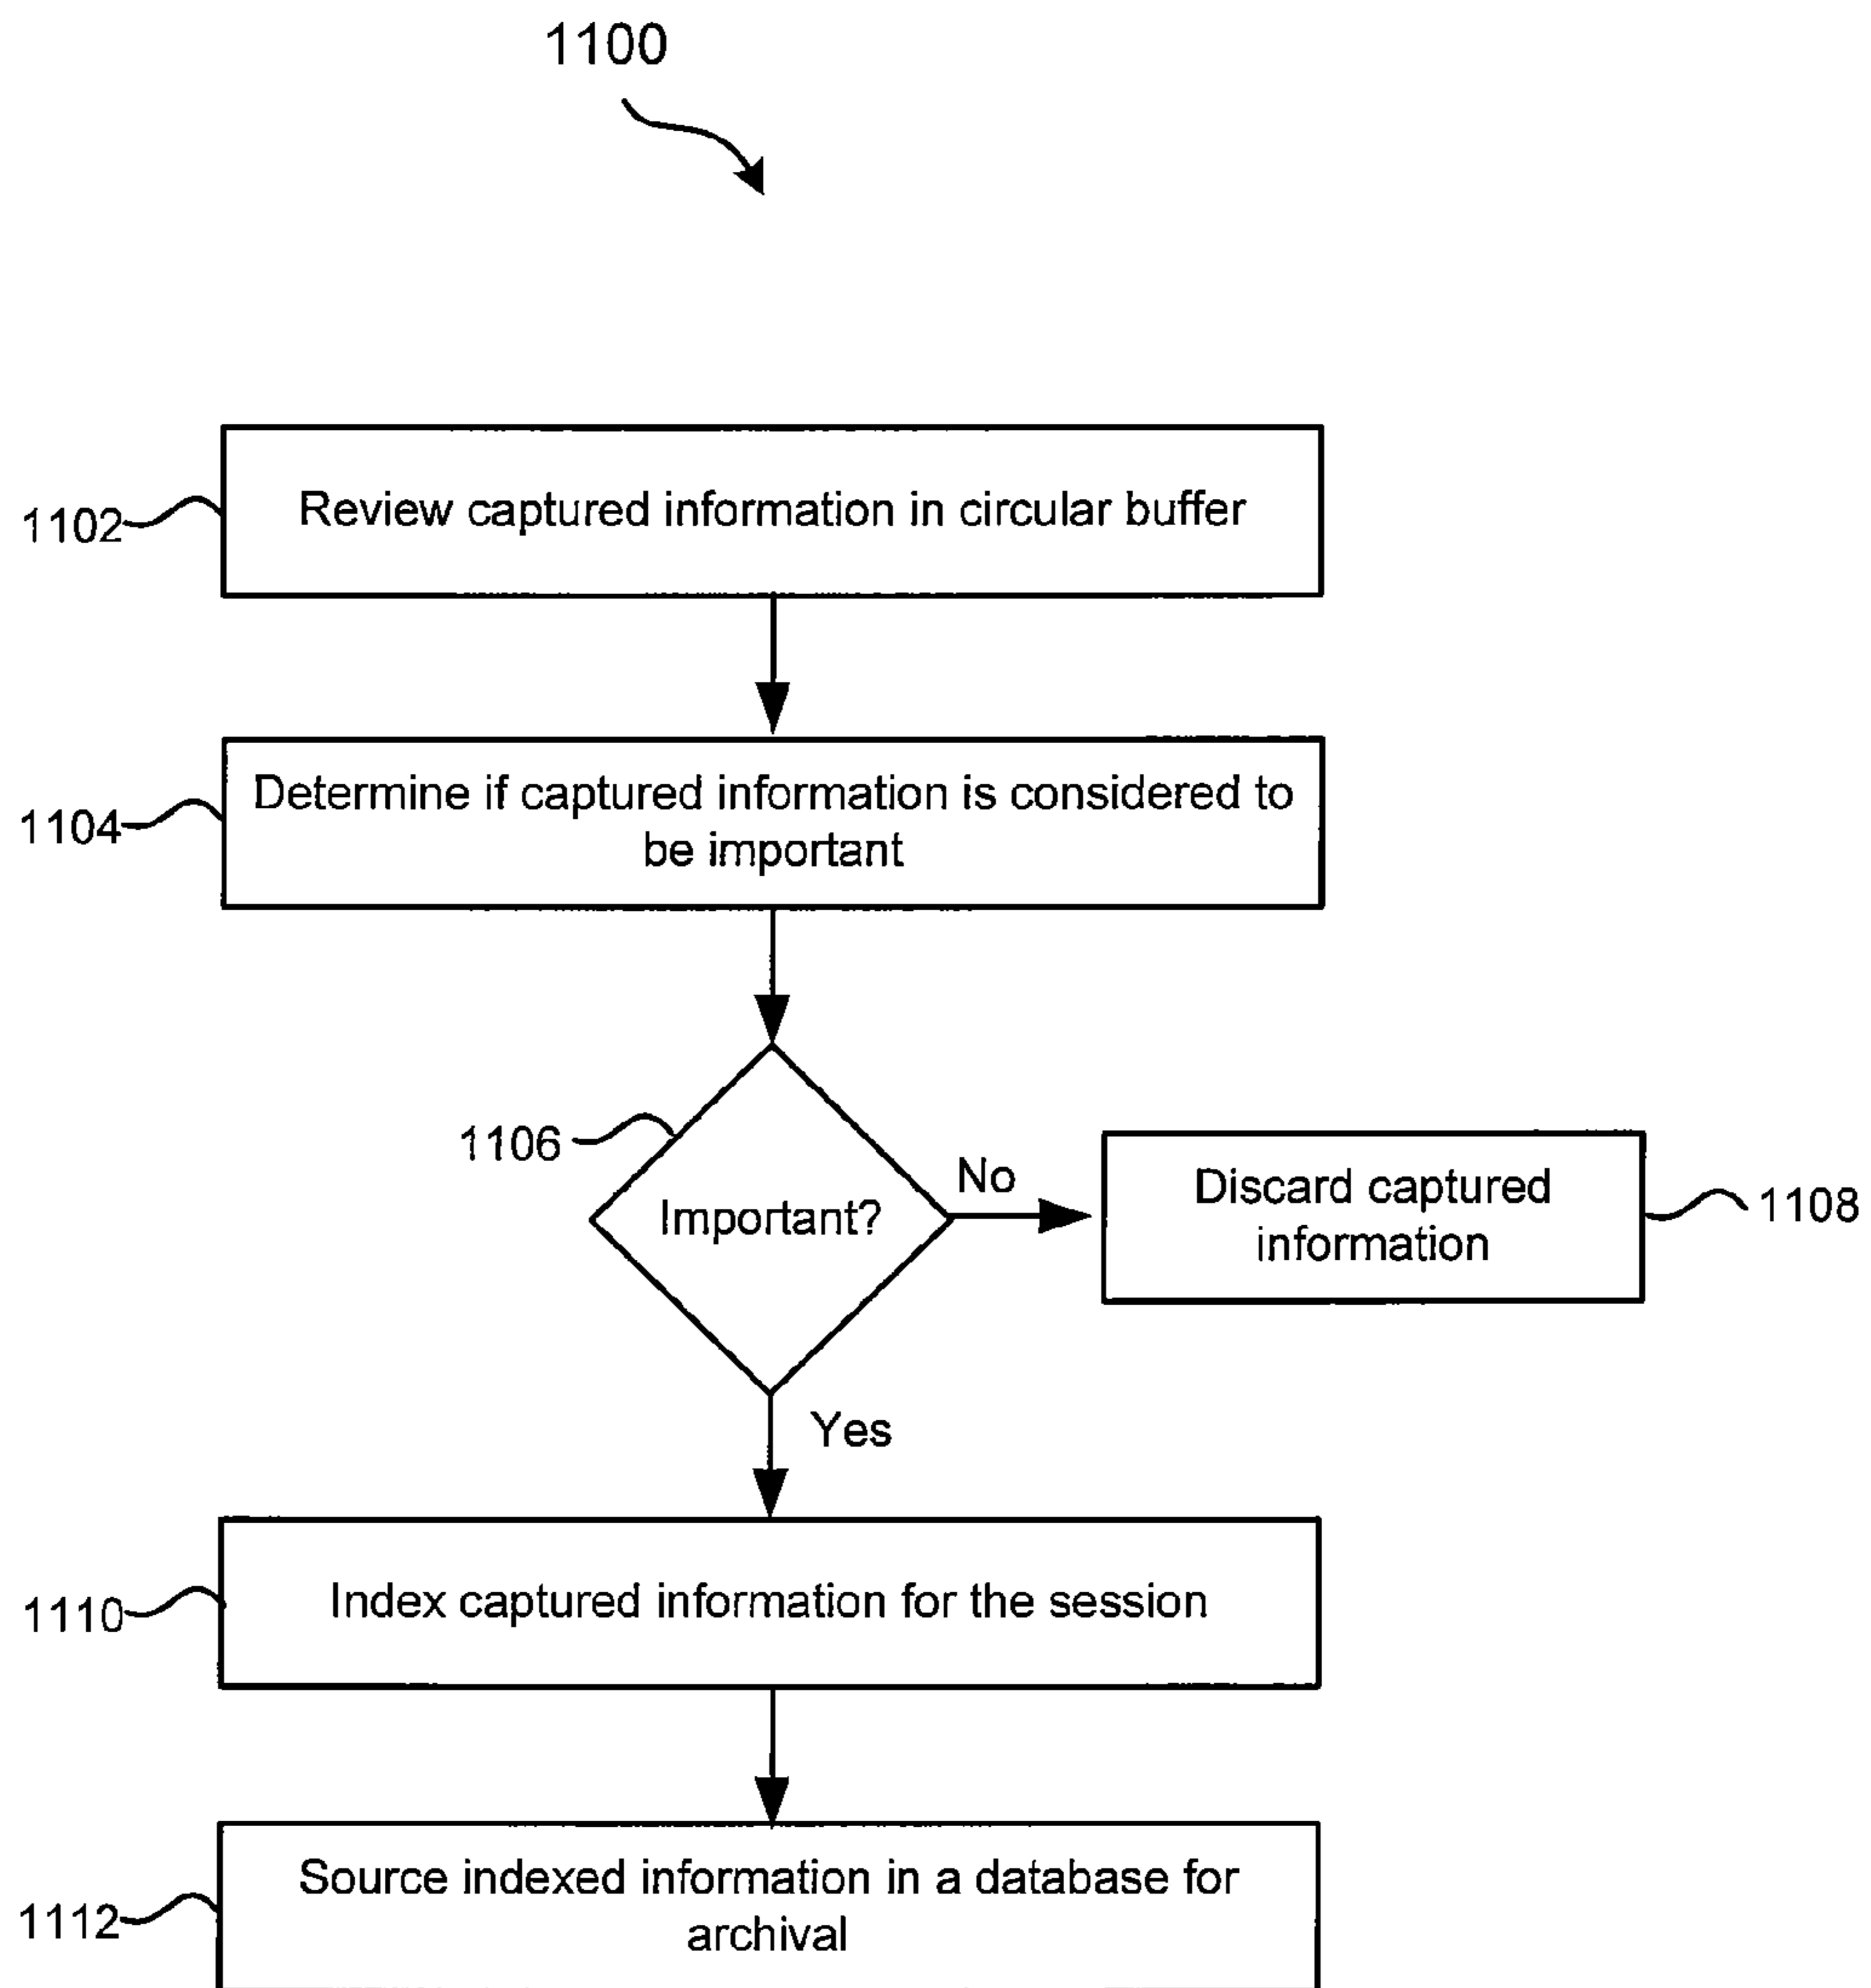 1100
1102
Review captured information in circular buffer
1104
Determine if captured information is considered to
be important
1106
Important?
No
Discard captured
information
1108
Yes
1110
Index captured information for the session
1112
Source indexed information in a database for
archival